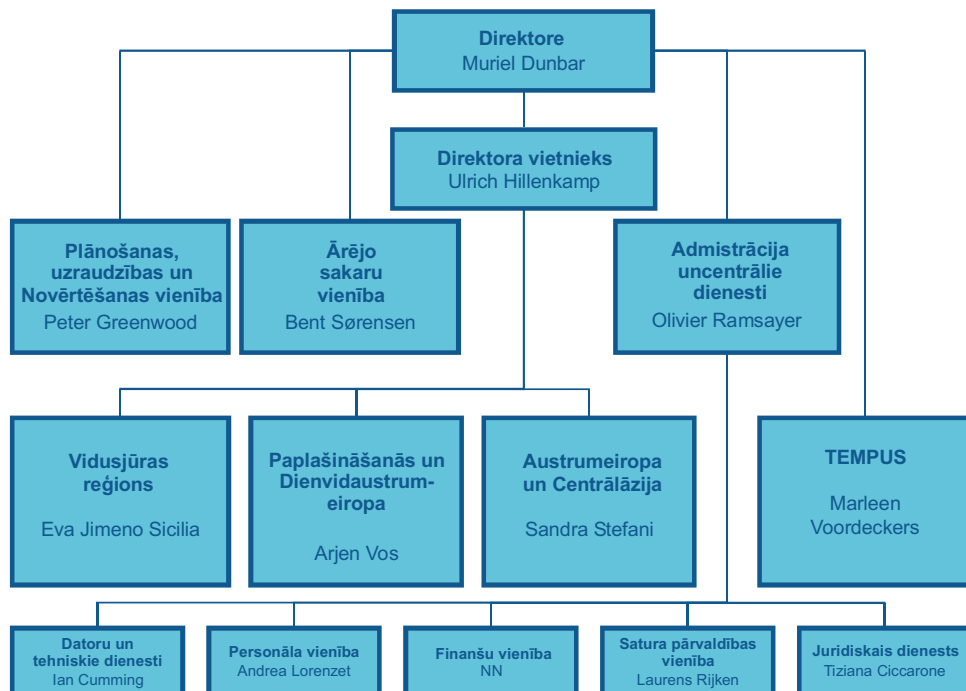 Direktore
Muriel Dunbar
Direktora vietnieks
Ulrich Hillenkamp
Plānošanas,
uzraudzības un
Novērtēšanas vienība
Peter Greenwood
Ārējo
sakaru
vienība
Bent Sørensen
Admistrācija
uncentrālie
dienesti
Olivier Ramsayer
Vidusjūras
reģions
Eva Jimeno Sicilia
Paplašināšanās un
Dienvidaustrum-
eiropa
Arjen Vos
Austrumeiropa
un Centrālāzija
Sandra Stefani
TEMPUS
Marleen
Voordeckers
Datoru un
tehniskie dienesti
Ian Cumming
Personāla vienība
Andrea Lorenzet
Finanšu vienība
NN
Satura pārvaldības
vienība
Laurens Rijken
Juridiskais dienests
Tiziana Ciccarone